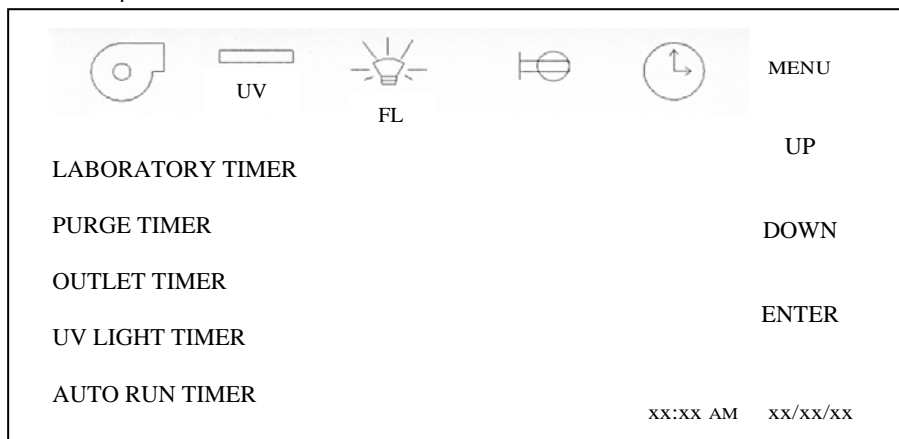 UV
FL
MENU
UP
LABORATORY TIMER
PURGE TIMER
DOWN
OUTLET TIMER
ENTER
UV LIGHT TIMER
AUTO RUN TIMER
xx:xx AM xx/xx/xx